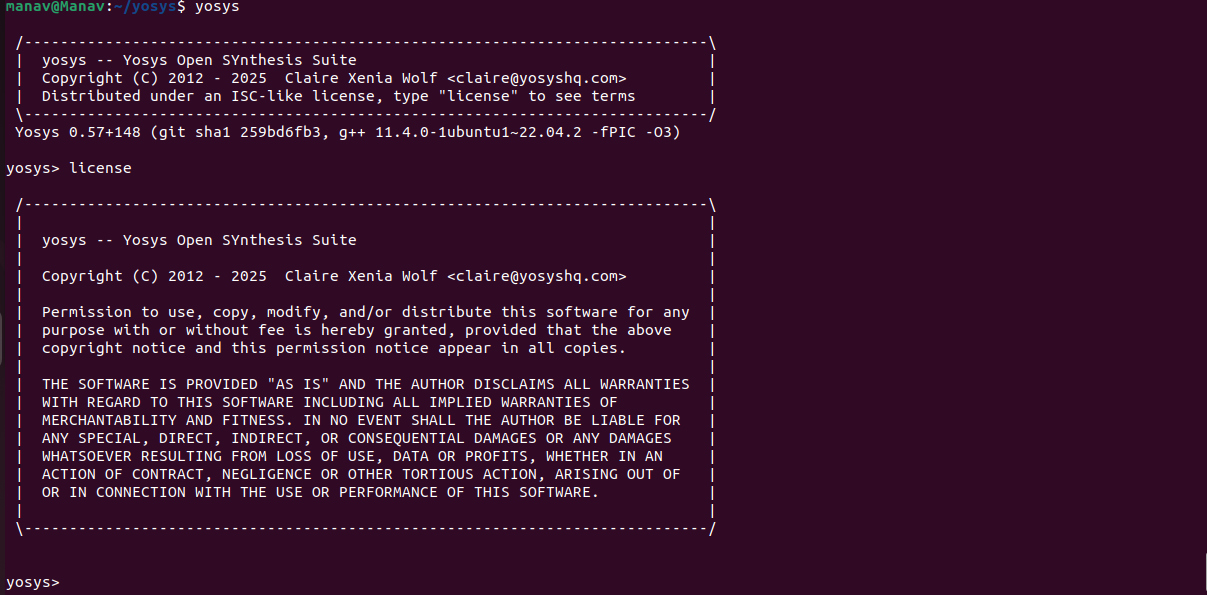 manav@Manav:~/yosys$ yosys
/----------------------------------------------------------------------------\
|  yosys -- Yosys Open SYnthesis Suite                                       |
|  Copyright (C) 2012 - 2025  Claire Xenia Wolf <claire@yosyshq.com>         |
|  Distributed under an ISC-like license, type "license" to see terms        |
\----------------------------------------------------------------------------/
Yosys 0.57+148 (git sha1 259bd6fb3, g++ 11.4.0-1ubuntu1~22.04.2 -fPIC -O3)
yosys> license
/----------------------------------------------------------------------------\
|                                                                            |
|  yosys -- Yosys Open SYnthesis Suite                                       |
|                                                                            |
|  Copyright (C) 2012 - 2025  Claire Xenia Wolf <claire@yosyshq.com>         |
|                                                                            |
|  Permission to use, copy, modify, and/or distribute this software for any  |
|  purpose with or without fee is hereby granted, provided that the above    |
|  copyright notice and this permission notice appear in all copies.         |
|                                                                            |
|  THE SOFTWARE IS PROVIDED "AS IS" AND THE AUTHOR DISCLAIMS ALL WARRANTIES  |
|  WITH REGARD TO THIS SOFTWARE INCLUDING ALL IMPLIED WARRANTIES OF          |
|  MERCHANTABILITY AND FITNESS. IN NO EVENT SHALL THE AUTHOR BE LIABLE FOR   |
|  ANY SPECIAL, DIRECT, INDIRECT, OR CONSEQUENTIAL DAMAGES OR ANY DAMAGES    |
|  WHATSOEVER RESULTING FROM LOSS OF USE, DATA OR PROFITS, WHETHER IN AN     |
|  ACTION OF CONTRACT, NEGLIGENCE OR OTHER TORTIOUS ACTION, ARISING OUT OF   |
|  OR IN CONNECTION WITH THE USE OR PERFORMANCE OF THIS SOFTWARE.            |
|                                                                            |
\----------------------------------------------------------------------------/
yosys>